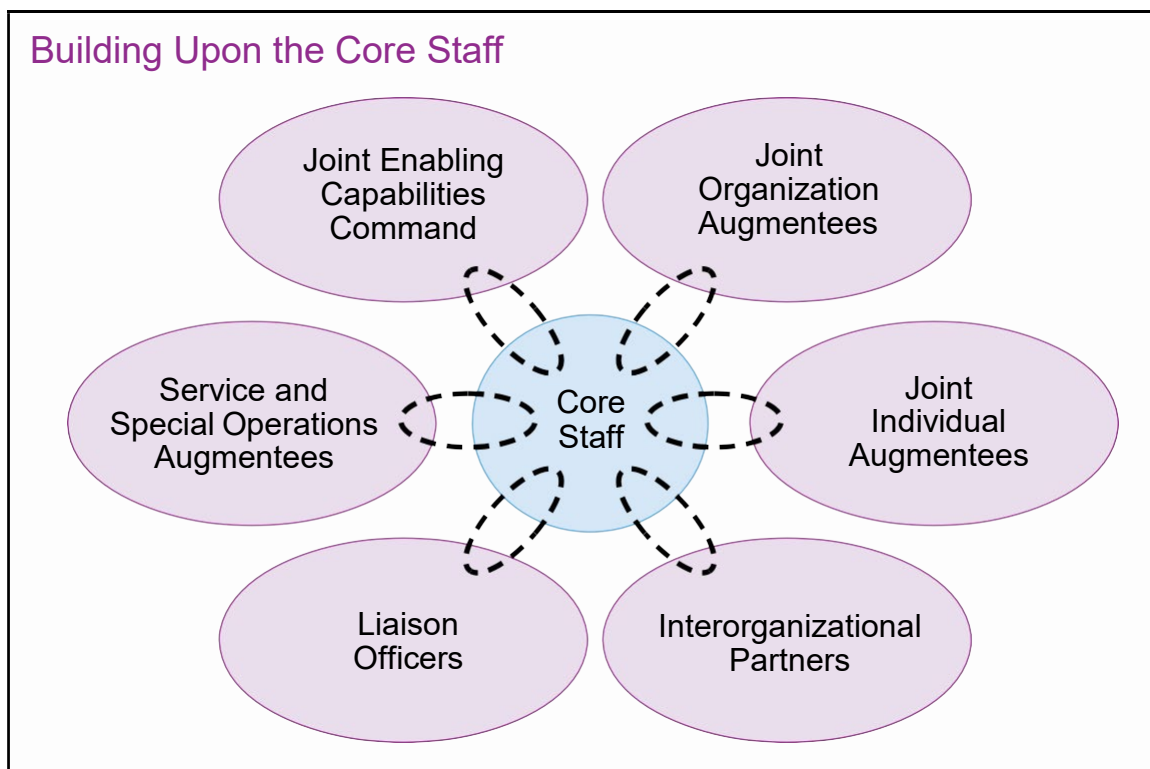 Building Upon the Core Staff
Joint Enabling
Capabilities
Command
Joint
Organization
Augmentees
Service and
Special Operations
Augmentees
Core
Staff
Joint
Individual
Augmentees
Liaison
Officers
Interorganizational
Partners